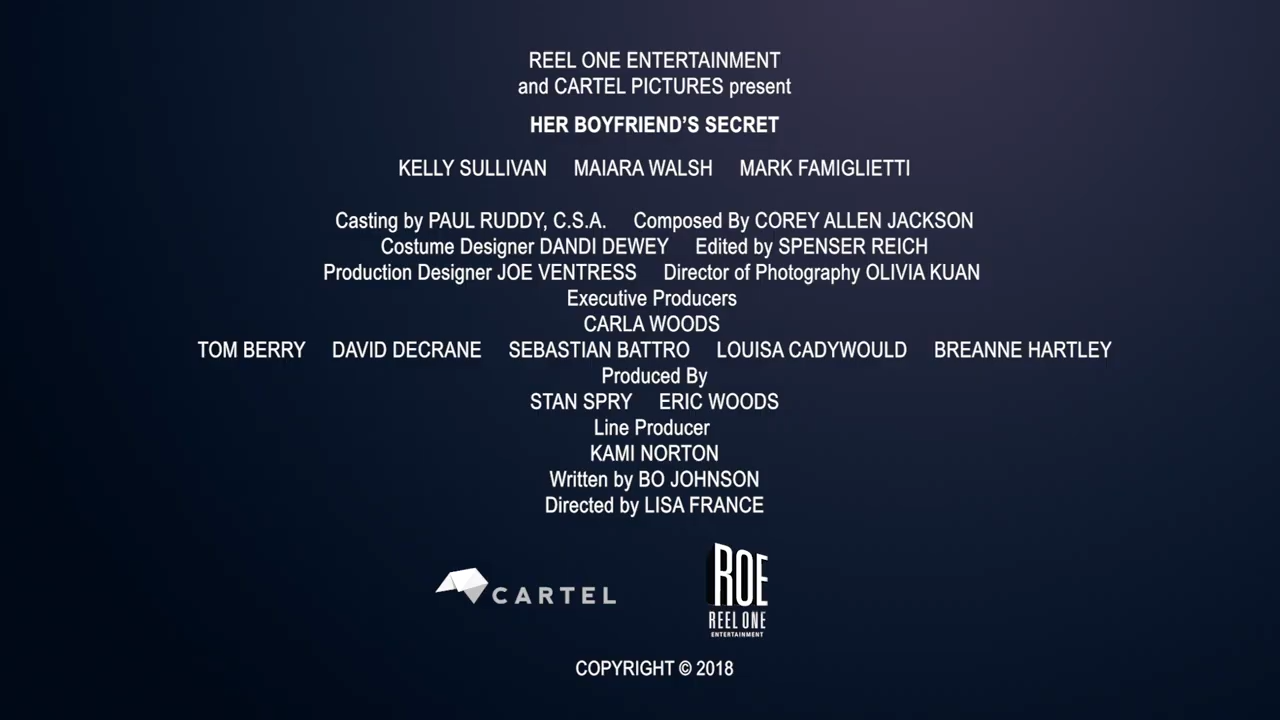 REEL ONE ENTERTAINMENT
and CARTEL PICTURES present
HER BOYFRIEND'S SECRET
KELLY SULLIVAN MAIARA WALSH MARK FAMIGLIETTI
Casting by PAUL RUDDY, C.S.A. Composed By COREY ALLEN JACKSON
Costume Designer DANDI DEWEY Edited by SPENSER REICH
Production Designer JOE VENTRESS Director of Photography OLIVIA KUAN
Executive Producers
CARLA WOODS
TOM BERRY DAVID DECRANE SEBASTIAN BATTRO LOUISA CADYWOULD BREANNE HARTLEY
Produced By
STAN SPRY ERIC WOODS
Line Producer
KAMI NORTON
Written by BO JOHNSON
Directed by LISA FRANCE
CARTEL
ROE
REEL ONE
ENTERTAINMENT
COPYRIGHT © 2018